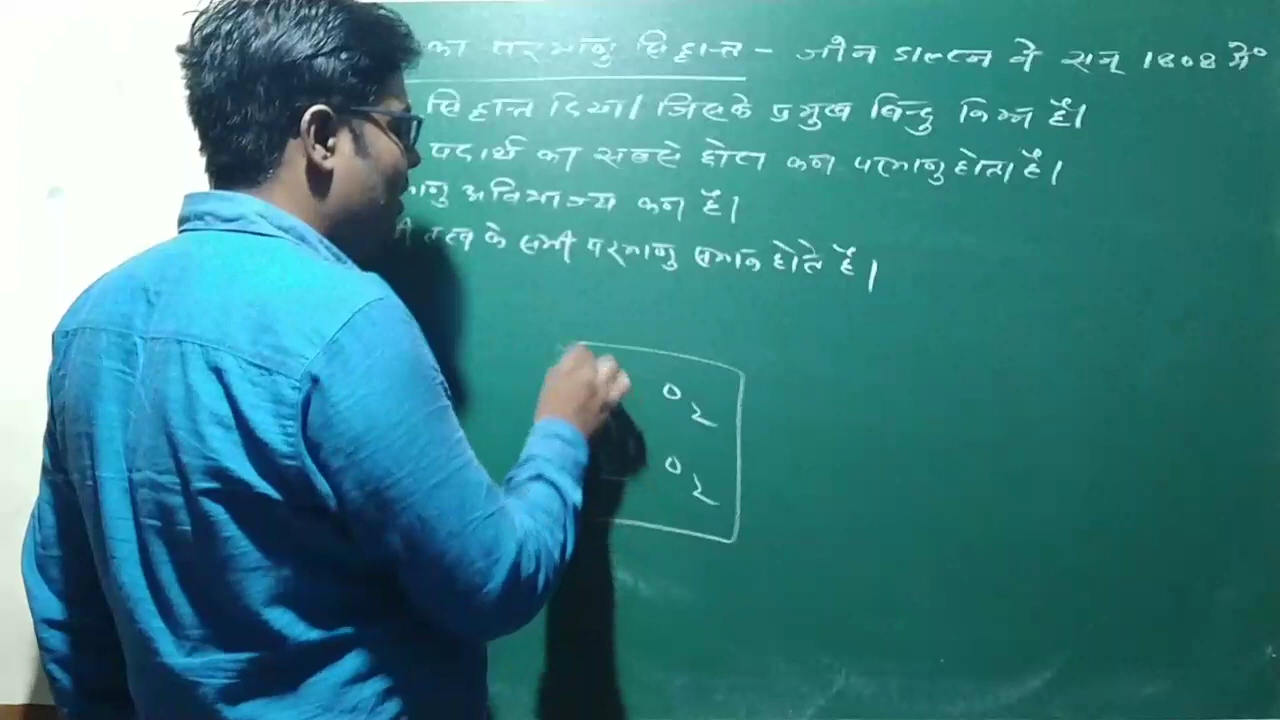 का परमाणु सिद्धान्त - जॉन डाल्टन ने सन् 1808 में
सिद्धान्त दिया। जिसके प्रमुख बिन्दु निम्न हैं।
पदार्थ का सबसे छोटा कण परमाणु होता है।
अविभाज्य कण है।
तत्व के सभी परमाणु समान होते हैं।
O2
O2